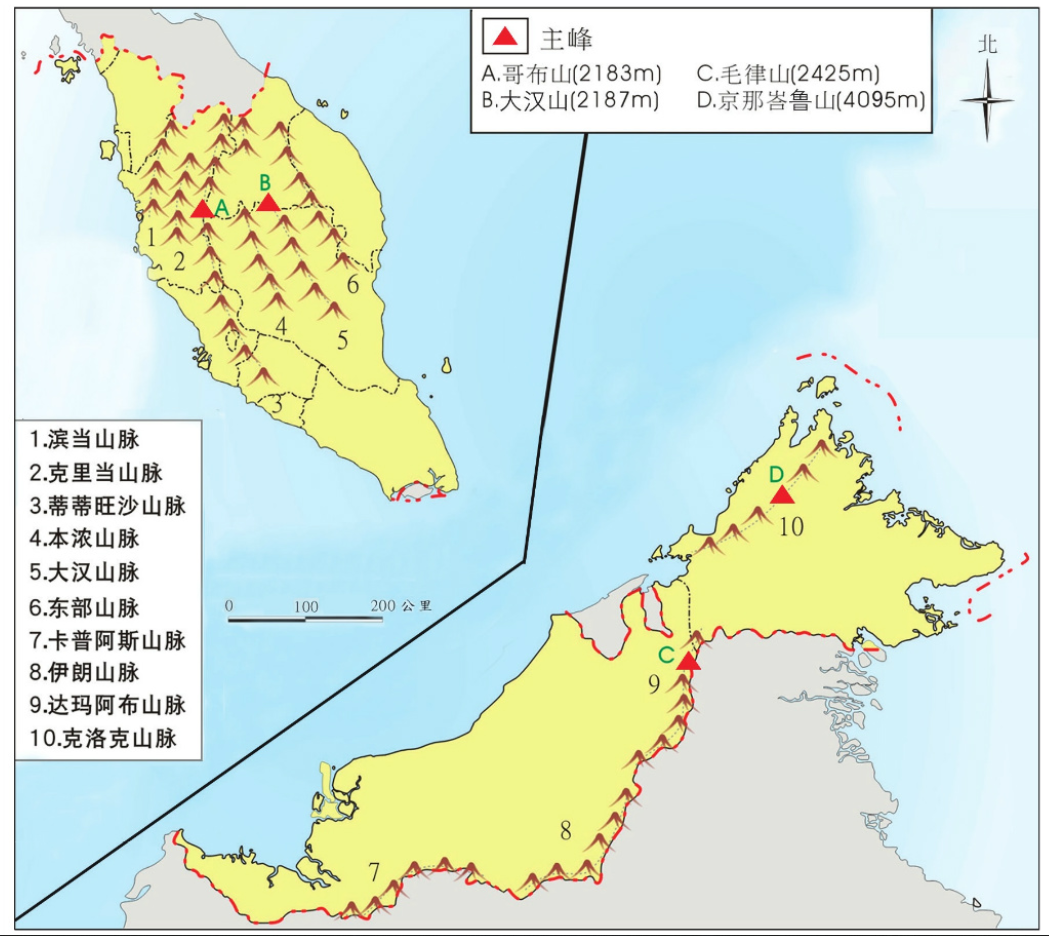 主峰
北
A.哥布山(2183m) C.毛律山(2425m)
B.大汉山(2187m) D.京那峇鲁山(4095m)
B
A
1
2
6
4
5
3
1.滨当山脉
2.克里当山脉
3.蒂蒂旺沙山脉
4.本浓山脉
5.大汉山脉
6.东部山脉
7.卡普阿斯山脉
8.伊朗山脉
9.达玛阿布山脉
10.克洛克山脉
0 100 200 公里
D
10
C
9
8
7